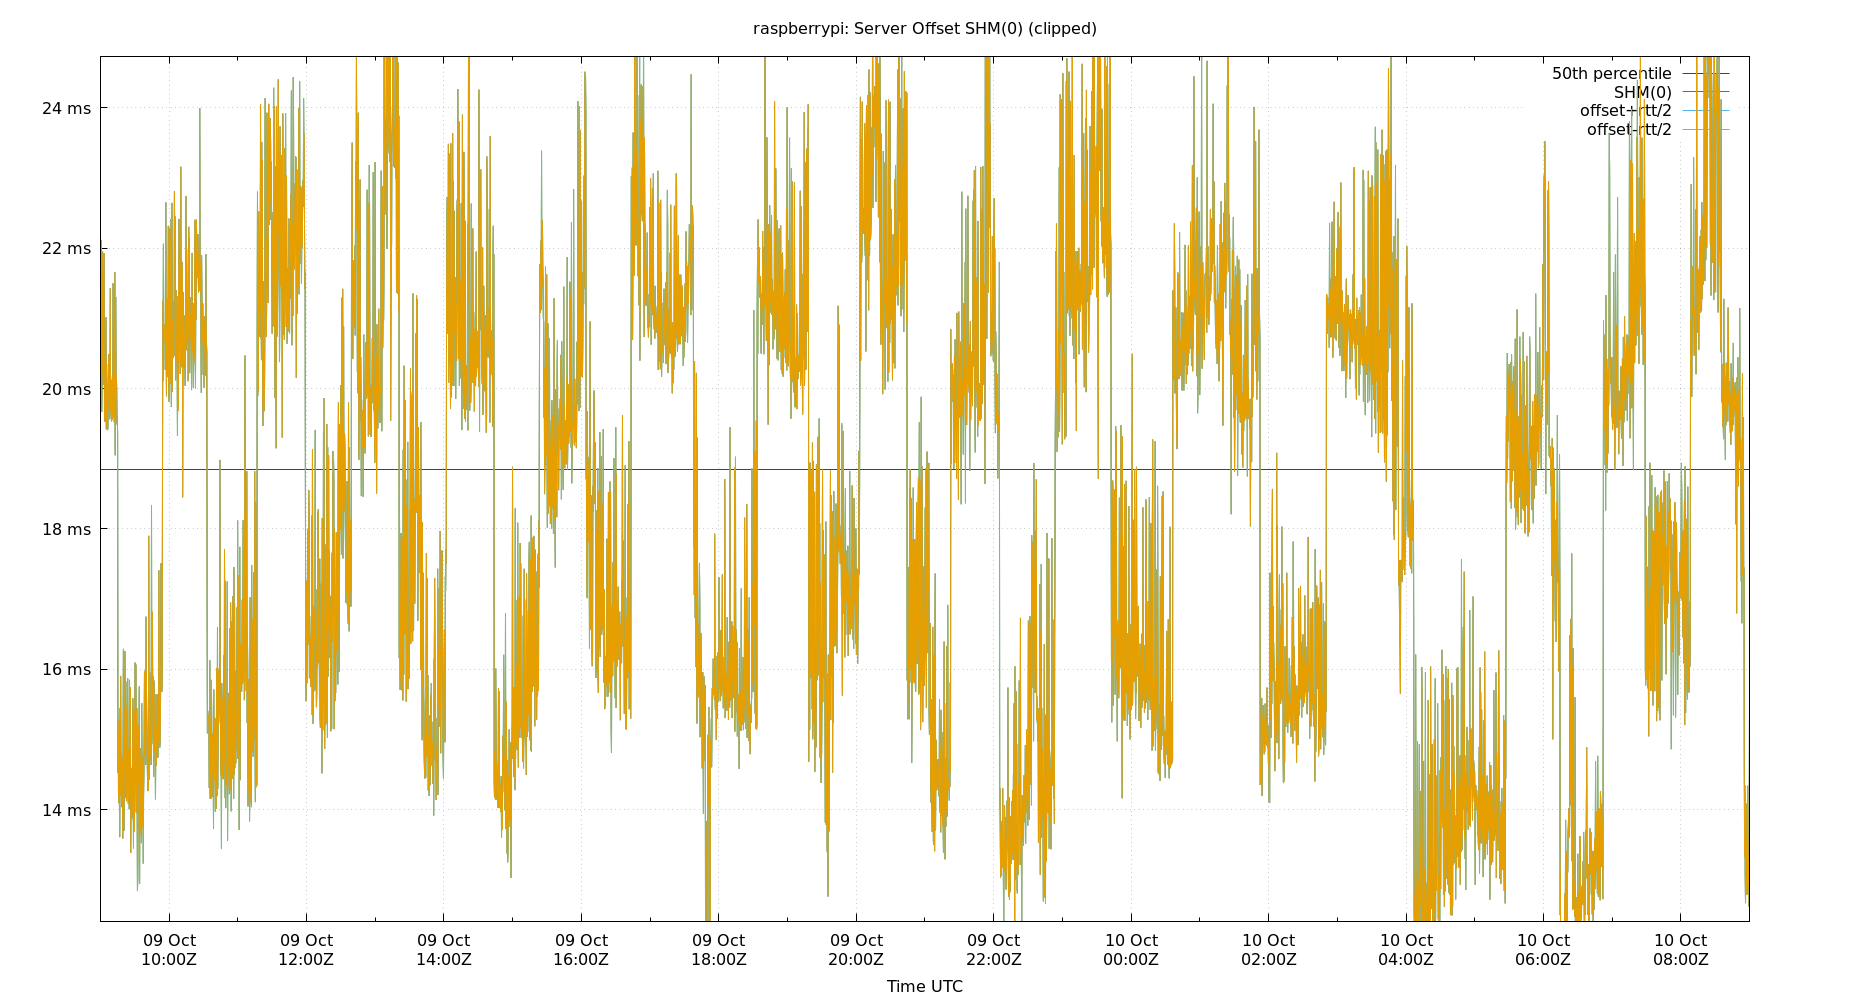 raspberrypi: Server Offset SHM(0) (clipped)
50th percentile
SHM(0)
offset+rtt/2
offset-rtt/2
24 ms
22 ms
20 ms
18 ms
16 ms
14 ms
09 Oct 09 Oct 09 Oct 09 Oct 09 Oct 09 Oct 09 Oct 10 Oct 10 Oct 10 Oct 10 Oct 10 Oct
10:00Z 12:00Z 14:00Z 16:00Z 18:00Z 20:00Z 22:00Z 00:00Z 02:00Z 04:00Z 06:00Z 08:00Z
Time UTC